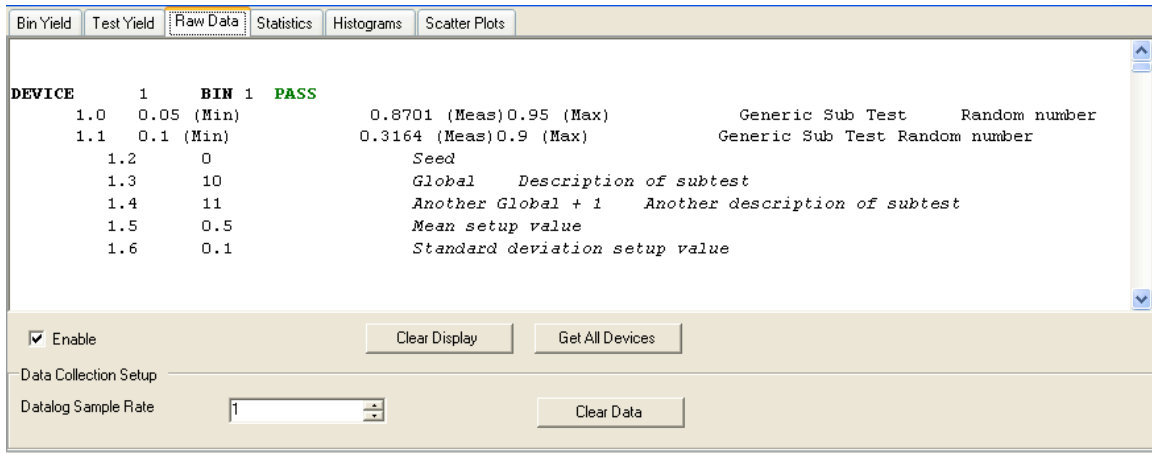 Bin Yield Test Yield Raw Data Statistics Histograms Scatter Plots
DEVICE 1 BIN 1 PASS
1.0 0.05 (Min) 0.8701 (Meas)0.95 (Max) Generic Sub Test Random number
1.1 0.1 (Min) 0.3164 (Meas)0.9 (Max) Generic Sub Test Random number
1.2 0 Seed
1.3 10 Global Description of subtest
1.4 11 Another Global + 1 Another description of subtest
1.5 0.5 Mean setup value
1.6 0.1 Standard deviation setup value
Enable Clear Display Get All Devices
Data Collection Setup
Datalog Sample Rate 1 Clear Data